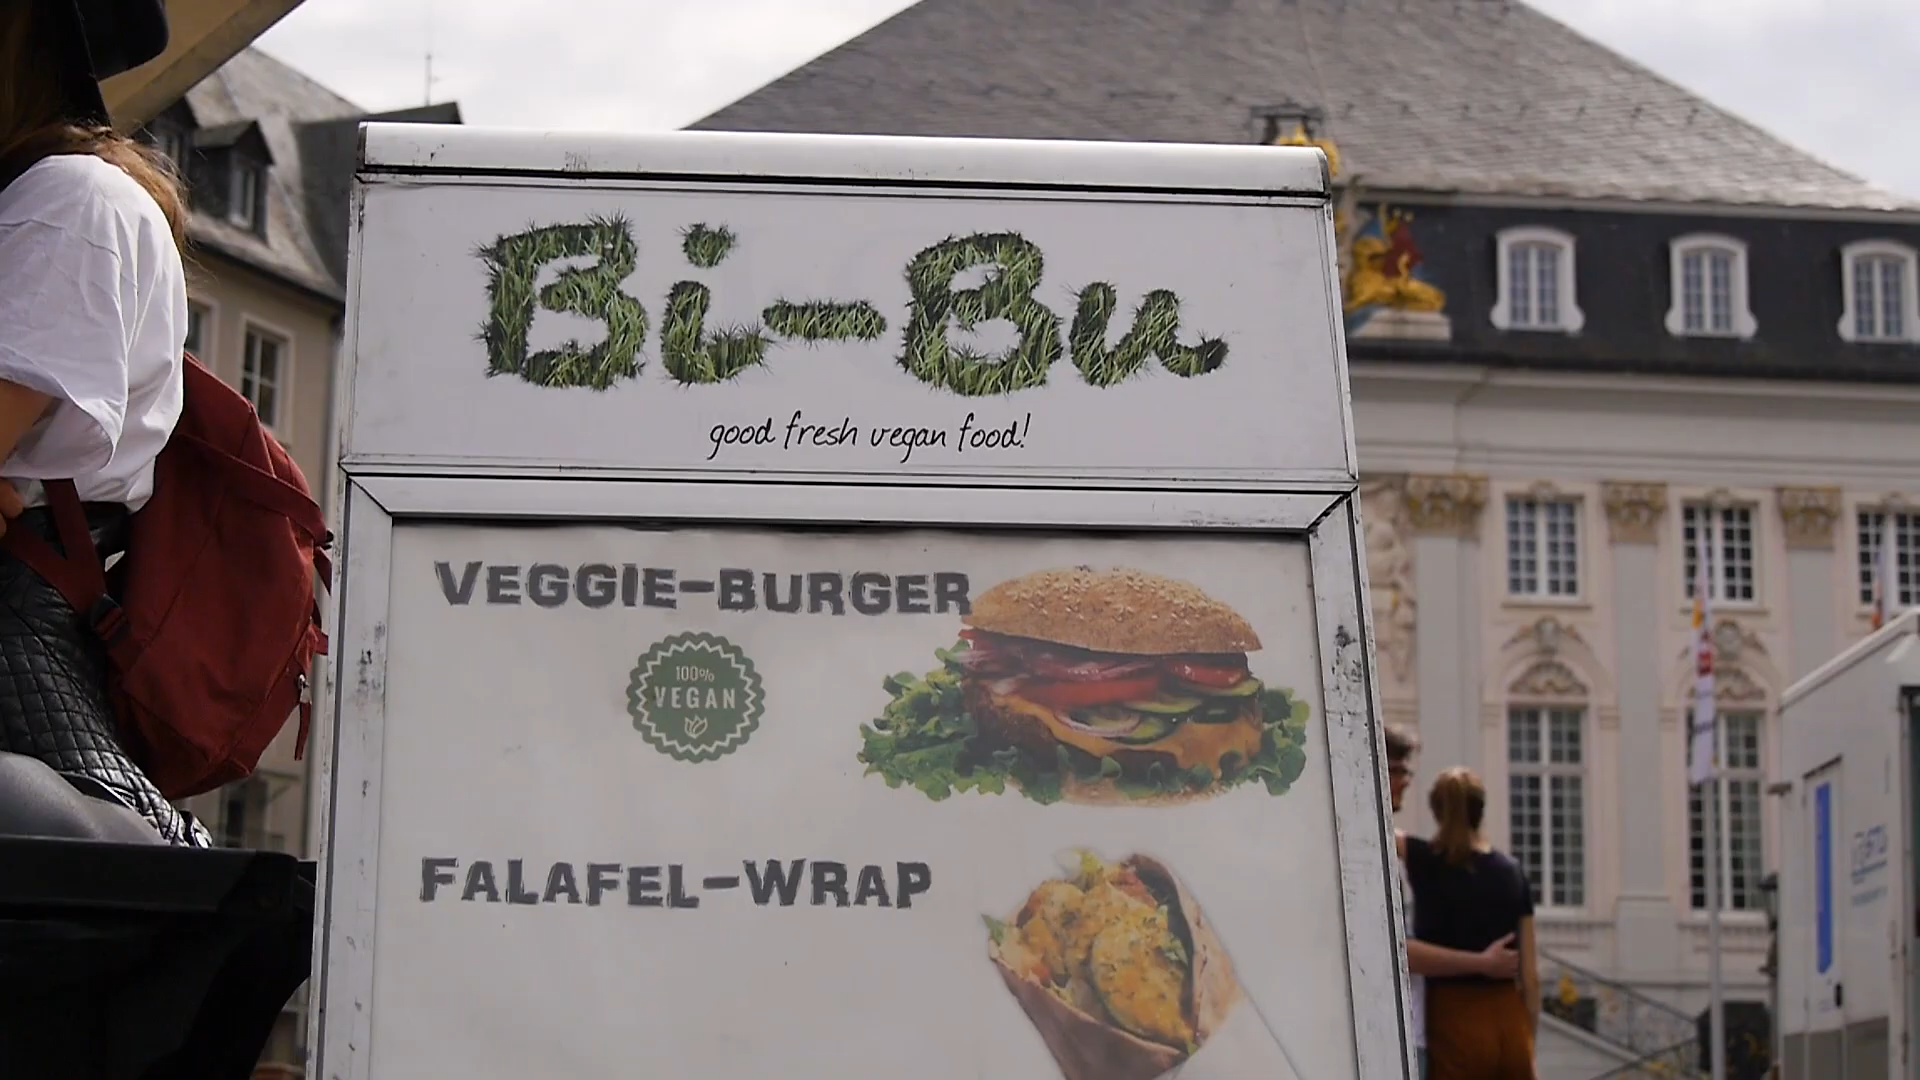 Bi-Bu
good fresh vegan food!
VEGGIE-BURGER
100%
VEGAN
FALAFEL-WRAP